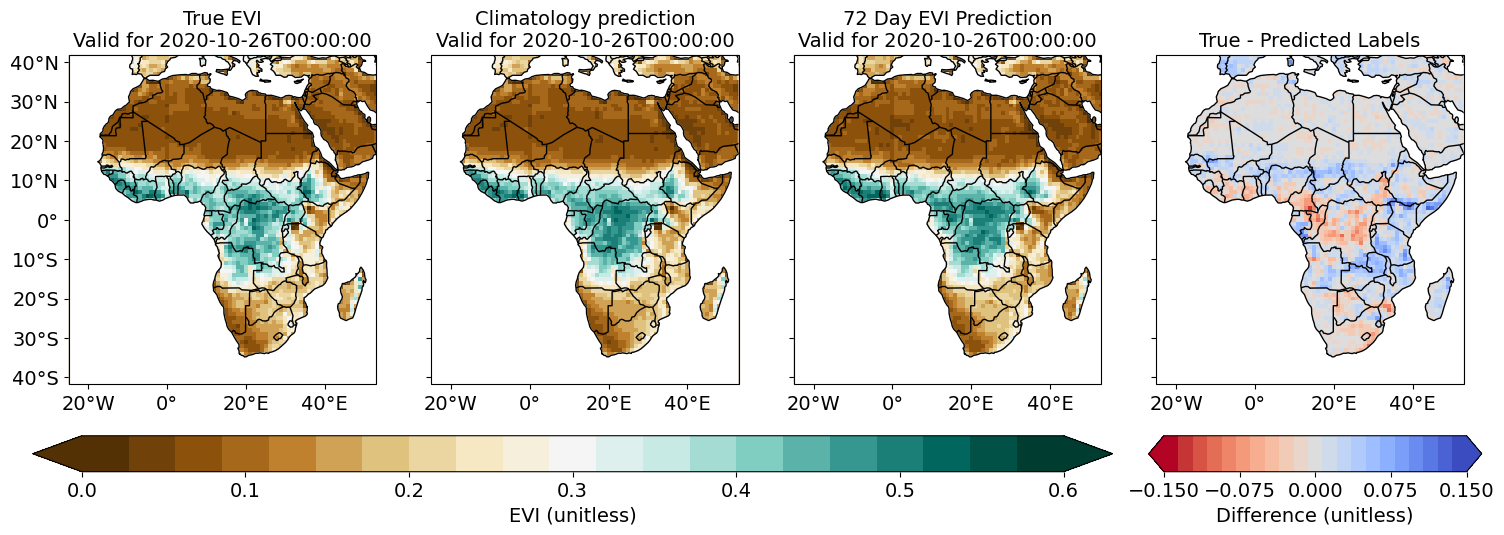 True EVI
Valid for 2020-10-26T00:00:00
Climatology prediction
Valid for 2020-10-26T00:00:00
72 Day EVI Prediction
Valid for 2020-10-26T00:00:00
True - Predicted Labels
40°N
30°N
20°N
10°N
0°
10°S
20°S
30°S
40°S
20°W 0° 20°E 40°E
20°W 0° 20°E 40°E
20°W 0° 20°E 40°E
20°W 0° 20°E 40°E
0.0 0.1 0.2 0.3 0.4 0.5 0.6
EVI (unitless)
−0.150 −0.075 0.000 0.075 0.150
Difference (unitless)